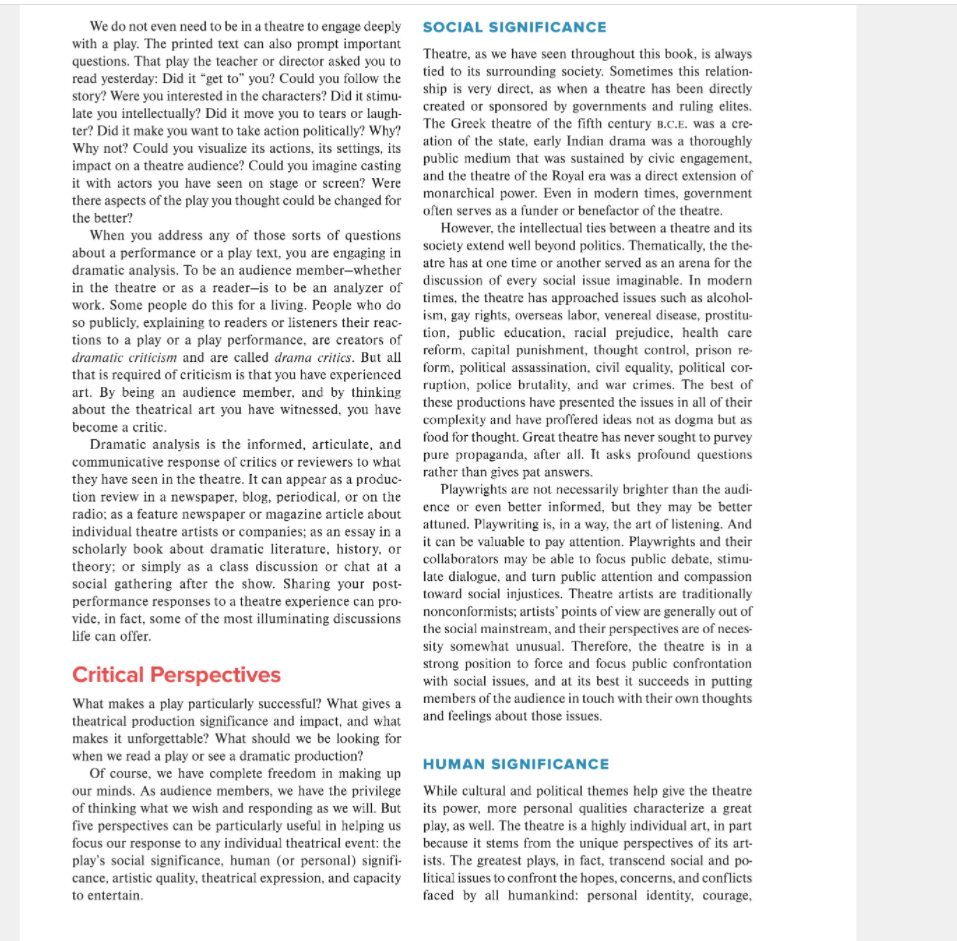 We do not even need to be in a theatre to engage deeply
with a play. The printed text can also prompt important
questions. That play the teacher or director asked you to
read yesterday: Did it “get to” you? Could you follow the
story? Were you interested in the characters? Did it stimu-
late you intellectually? Did it move you to tears or laugh-
ter? Did it make you want to take action politically? Why?
Why not? Could you visualize its actions, its settings, its
impact on a theatre audience? Could you imagine casting
it with actors you have seen on stage or screen? Were
there aspects of the play you thought could be changed for
the better?
When you address any of those sorts of questions
about a performance or a play text, you are engaging in
dramatic analysis. To be an audience member—whether
in the theatre or as a reader—is to be an analyzer of
work. Some people do this for a living. People who do
so publicly, explaining to readers or listeners their reac-
tions to a play or a play performance, are creators of
dramatic criticism and are called drama critics. But all
that is required of criticism is that you have experienced
art. By being an audience member, and by thinking
about the theatrical art you have witnessed, you have
become a critic.
Dramatic analysis is the informed, articulate, and
communicative response of critics or reviewers to what
they have seen in the theatre. It can appear as a produc-
tion review in a newspaper, blog, periodical, or on the
radio; as a feature newspaper or magazine article about
individual theatre artists or companies; as an essay in a
scholarly book about dramatic literature, history, or
theory; or simply as a class discussion or chat at a
social gathering after the show. Sharing your post-
performance responses to a theatre experience can pro-
vide, in fact, some of the most illuminating discussions
life can offer.
Critical Perspectives
What makes a play particularly successful? What gives a
theatrical production significance and impact, and what
makes it unforgettable? What should we be looking for
when we read a play or see a dramatic production?
Of course, we have complete freedom in making up
our minds. As audience members, we have the privilege
of thinking what we wish and responding as we will. But
five perspectives can be particularly useful in helping us
focus our response to any individual theatrical event: the
play’s social significance, human (or personal) signifi-
cance, artistic quality, theatrical expression, and capacity
to entertain.
SOCIAL SIGNIFICANCE
Theatre, as we have seen throughout this book, is always
tied to its surrounding society. Sometimes this relation-
ship is very direct, as when a theatre has been directly
created or sponsored by governments and ruling elites.
The Greek theatre of the fifth century B.C.E. was a cre-
ation of the state, early Indian drama was a thoroughly
public medium that was sustained by civic engagement,
and the theatre of the Royal era was a direct extension of
monarchical power. Even in modern times, government
often serves as a funder or benefactor of the theatre.
However, the intellectual ties between a theatre and its
society extend well beyond politics. Thematically, the the-
atre has at one time or another served as an arena for the
discussion of every social issue imaginable. In modern
times, the theatre has approached issues such as alcohol-
ism, gay rights, overseas labor, venereal disease, prostitu-
tion, public education, racial prejudice, health care
reform, capital punishment, thought control, prison re-
form, political assassination, civil equality, political cor-
ruption, police brutality, and war crimes. The best of
these productions have presented the issues in all of their
complexity and have proffered ideas not as dogma but as
food for thought. Great theatre has never sought to purvey
pure propaganda, after all. It asks profound questions
rather than gives pat answers.
Playwrights are not necessarily brighter than the audi-
ence or even better informed, but they may be better
attuned. Playwriting is, in a way, the art of listening. And
it can be valuable to pay attention. Playwrights and their
collaborators may be able to focus public debate, stimu-
late dialogue, and turn public attention and compassion
toward social injustices. Theatre artists are traditionally
nonconformists; artists’ points of view are generally out of
the social mainstream, and their perspectives are of neces-
sity somewhat unusual. Therefore, the theatre is in a
strong position to force and focus public confrontation
with social issues, and at its best it succeeds in putting
members of the audience in touch with their own thoughts
and feelings about those issues.
HUMAN SIGNIFICANCE
While cultural and political themes help give the theatre
its power, more personal qualities characterize a great
play, as well. The theatre is a highly individual art, in part
because it stems from the unique perspectives of its art-
ists. The greatest plays, in fact, transcend social and po-
litical issues to confront the hopes, concerns, and conflicts
faced by all humankind: personal identity, courage,